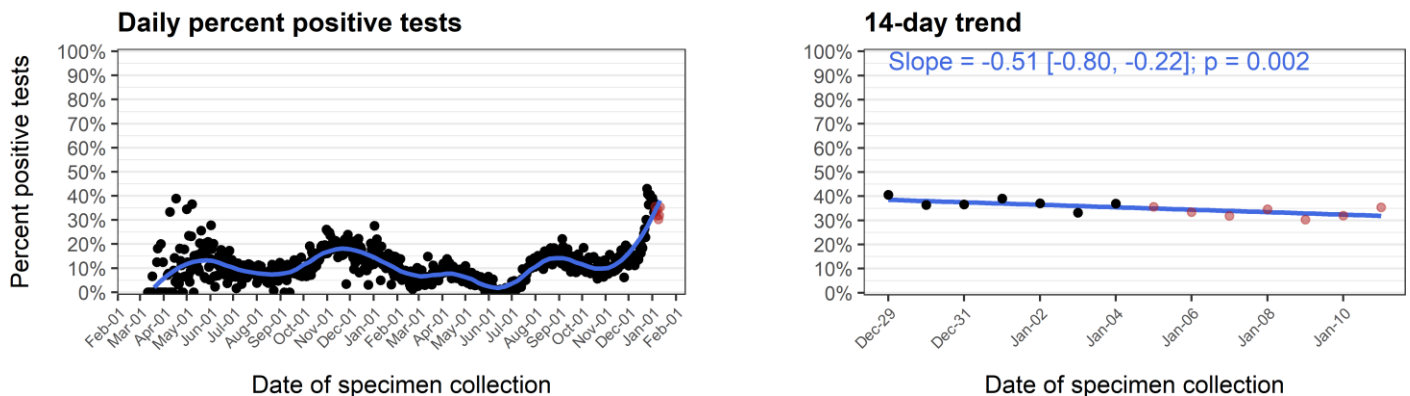 Daily percent positive tests
Percent positive tests
100%
90%
80%
70%
60%
50%
40%
30%
20%
10%
0%
Feb-01
Mar-01
Apr-01
May-01
Jun-01
Jul-01
Aug-01
Sep-01
Oct-01
Nov-01
Dec-01
Jan-01
Feb-01
Mar-01
Apr-01
May-01
Jun-01
Jul-01
Aug-01
Sep-01
Oct-01
Nov-01
Dec-01
Jan-01
Feb-01
Date of specimen collection
14-day trend
Slope = -0.51 [-0.80, -0.22]; p = 0.002
100%
90%
80%
70%
60%
50%
40%
30%
20%
10%
0%
Dec-29
Dec-31
Jan-02
Jan-04
Jan-06
Jan-08
Jan-10
Date of specimen collection